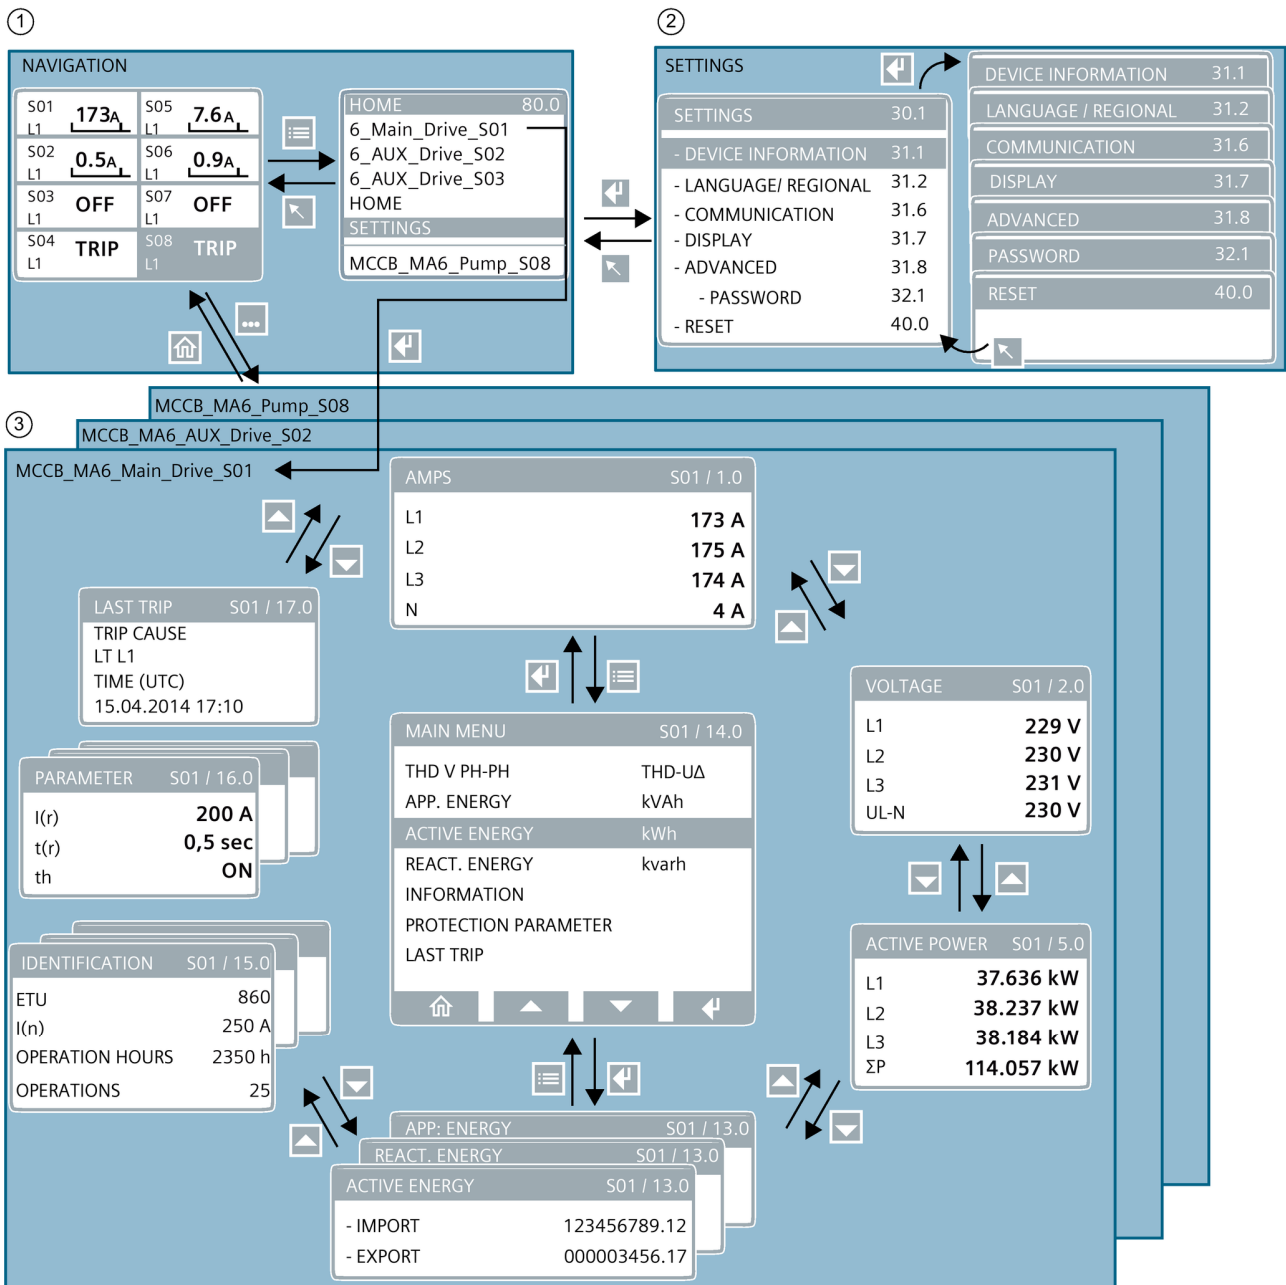 1
2
NAVIGATION
S01 L1 173A
S05 L1 7.6A
S02 L1 0.5A
S06 L1 0.9A
S03 L1 OFF
S07 L1 OFF
S04 L1 TRIP
S08 L1 TRIP
HOME 80.0
6_Main_Drive_S01
6_AUX_Drive_S02
6_AUX_Drive_S03
HOME
SETTINGS
MCCB_MA6_Pump_S08
SETTINGS
SETTINGS 30.1
- DEVICE INFORMATION 31.1
- LANGUAGE/ REGIONAL 31.2
- COMMUNICATION 31.6
- DISPLAY 31.7
- ADVANCED 31.8
- PASSWORD 32.1
- RESET 40.0
DEVICE INFORMATION 31.1
LANGUAGE / REGIONAL 31.2
COMMUNICATION 31.6
DISPLAY 31.7
ADVANCED 31.8
PASSWORD 32.1
RESET 40.0
3
MCCB_MA6_Pump_S08
MCCB_MA6_AUX_Drive_S02
MCCB_MA6_Main_Drive_S01
AMPS S01 / 1.0
L1 173 A
L2 175 A
L3 174 A
N 4 A
LAST TRIP S01 / 17.0
TRIP CAUSE
LT L1
TIME (UTC)
15.04.2014 17:10
VOLTAGE S01 / 2.0
L1 229 V
L2 230 V
L3 231 V
UL-N 230 V
MAIN MENU S01 / 14.0
THD V PH-PH THD-UΔ
APP. ENERGY kVAh
ACTIVE ENERGY kWh
REACT. ENERGY kvarh
INFORMATION
PROTECTION PARAMETER
LAST TRIP
PARAMETER S01 / 16.0
I(r) 200 A
t(r) 0,5 sec
th ON
IDENTIFICATION S01 / 15.0
ETU 860
I(n) 250 A
OPERATION HOURS 2350 h
OPERATIONS 25
ACTIVE POWER S01 / 5.0
L1 37.636 kW
L2 38.237 kW
L3 38.184 kW
ΣP 114.057 kW
APP: ENERGY S01 / 13.0
REACT. ENERGY S01 / 13.0
ACTIVE ENERGY S01 / 13.0
- IMPORT 123456789.12
- EXPORT 000003456.17